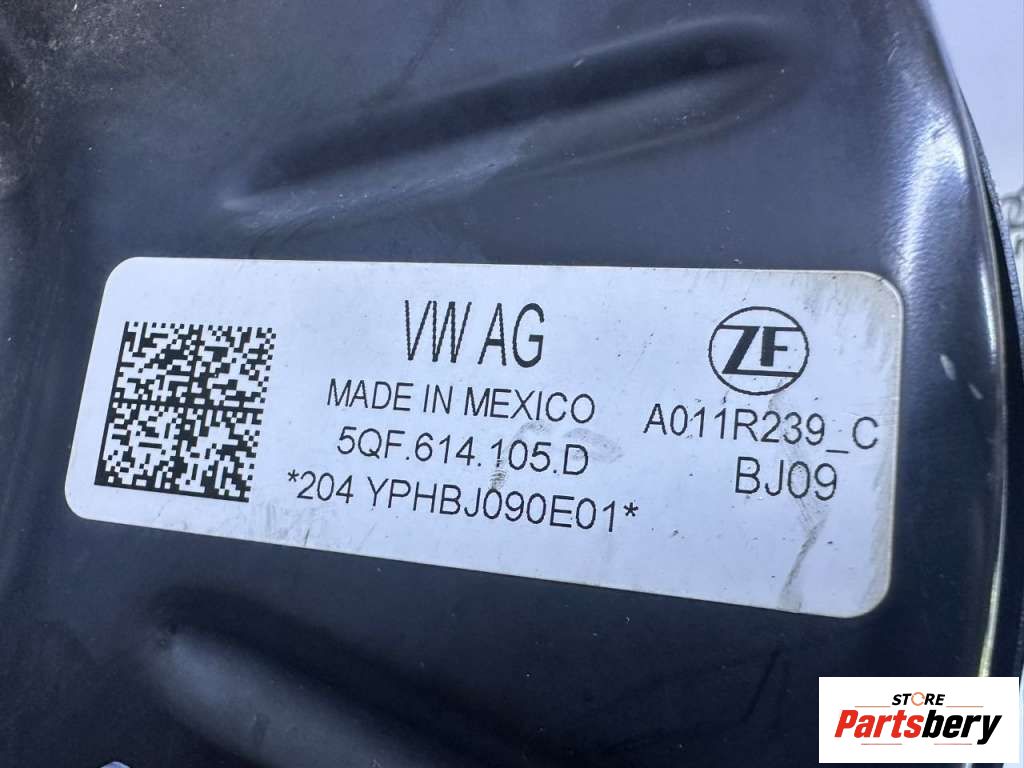 VW AG
MADE IN MEXICO
5QF.614.105.D
*204 YPHBJ090E01*
ZF
A011R239_C
BJ09
STORE
Partsbery